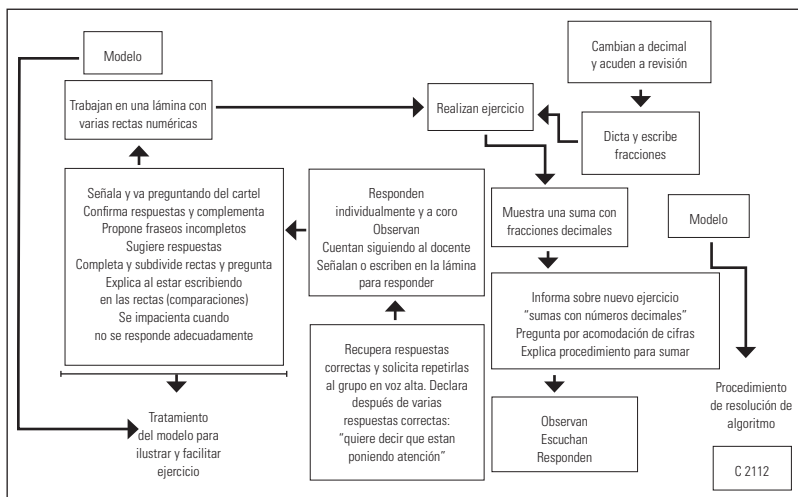 Modelo
Trabajan en una lámina con
varias rectas numéricas
Señala y va preguntando del cartel
Confirma respuestas y complementa
Propone fraseos incompletos
Sugiere respuestas
Completa y subdivide rectas y pregunta
Explica al estar escribiendo
en las rectas (comparaciones)
Se impacienta cuando
no se responde adecuadamente
Tratamiento
del modelo para
ilustrar y facilitar
ejercicio
Responden
individualmente y a coro
Observan
Cuentan siguiendo al docente
Señalan o escriben en la lámina
para responder
Recupera respuestas
correctas y solicita repetirlas
al grupo en voz alta. Declara
después de varias
respuestas correctas:
“quiere decir que estan
poniendo atención”
Realizan ejercicio
Cambian a decimal
y acuden a revisión
Dicta y escribe
fracciones
Muestra una suma con
fracciones decimales
Informa sobre nuevo ejercicio
“sumas con números decimales”
Pregunta por acomodación de cifras
Explica procedimiento para sumar
Observan
Escuchan
Responden
Modelo
Procedimiento
de resolución de
algoritmo
C 2112